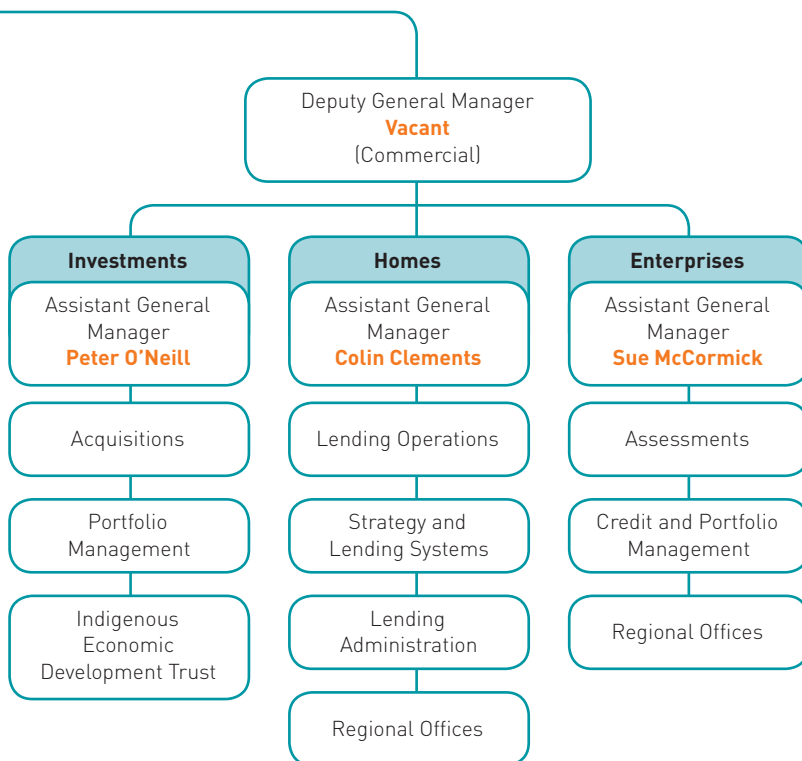 Deputy General Manager
Vacant
(Commercial)
Investments
Assistant General
Manager
Peter O’Neill
Acquisitions
Portfolio
Management
Indigenous
Economic
Development Trust
Homes
Assistant General
Manager
Colin Clements
Lending Operations
Strategy and
Lending Systems
Lending
Administration
Regional Offices
Enterprises
Assistant General
Manager
Sue McCormick
Assessments
Credit and Portfolio
Management
Regional Offices